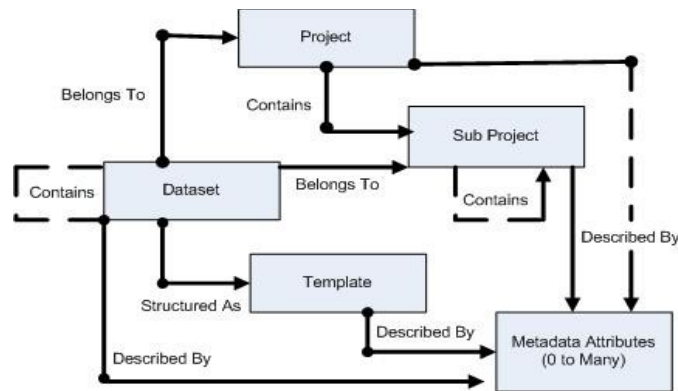 Project
Belongs To
Contains
Sub Project
Contains
Dataset
Belongs To
Contains
Described By
Template
Structured As
Described By
Metadata Attributes
(0 to Many)
Described By